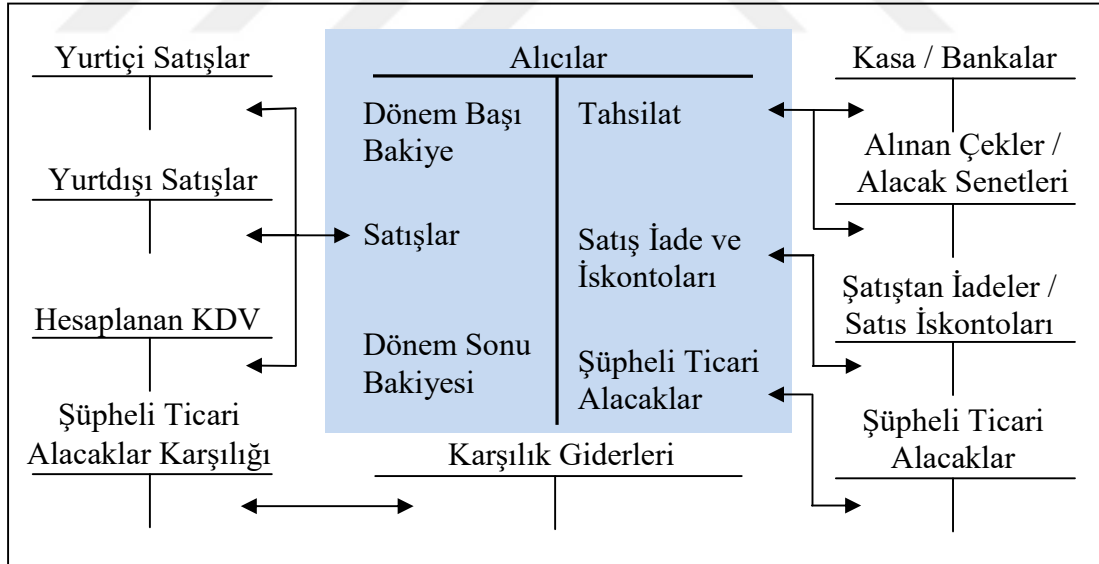 Yurtiçi Satışlar
Yurtdışı Satışlar
Hesaplanan KDV
Şüpheli Ticari
Alacaklar Karşılığı
Alıcılar
Dönem Başı
Bakiye
Satışlar
Dönem Sonu
Bakiyesi
Tahsilat
Satış İade ve
İskontoları
Şüpheli Ticari
Alacaklar
Karşılık Giderleri
Kasa / Bankalar
Alınan Çekler /
Alacak Senetleri
Şatıştan İadeler /
Satıs İskontoları
Şüpheli Ticari
Alacaklar